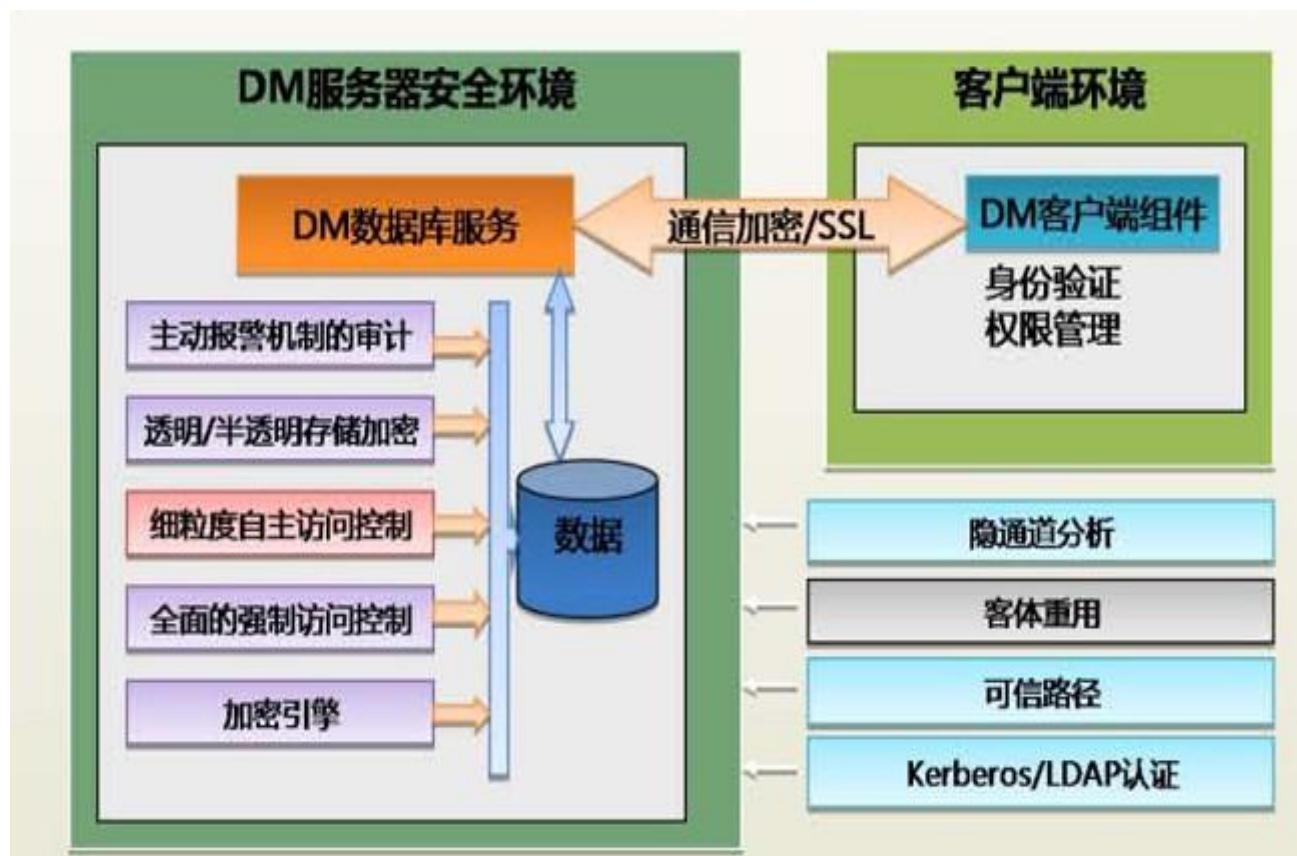 DM服务器安全环境
DM数据库服务
主动报警机制的审计
透明/半透明存储加密
细粒度自主访问控制
全面的强制访问控制
加密引擎
数据
通信加密/SSL
客户端环境
DM客户端组件
身份验证
权限管理
隐通道分析
客体重用
可信路径
Kerberos/LDAP认证